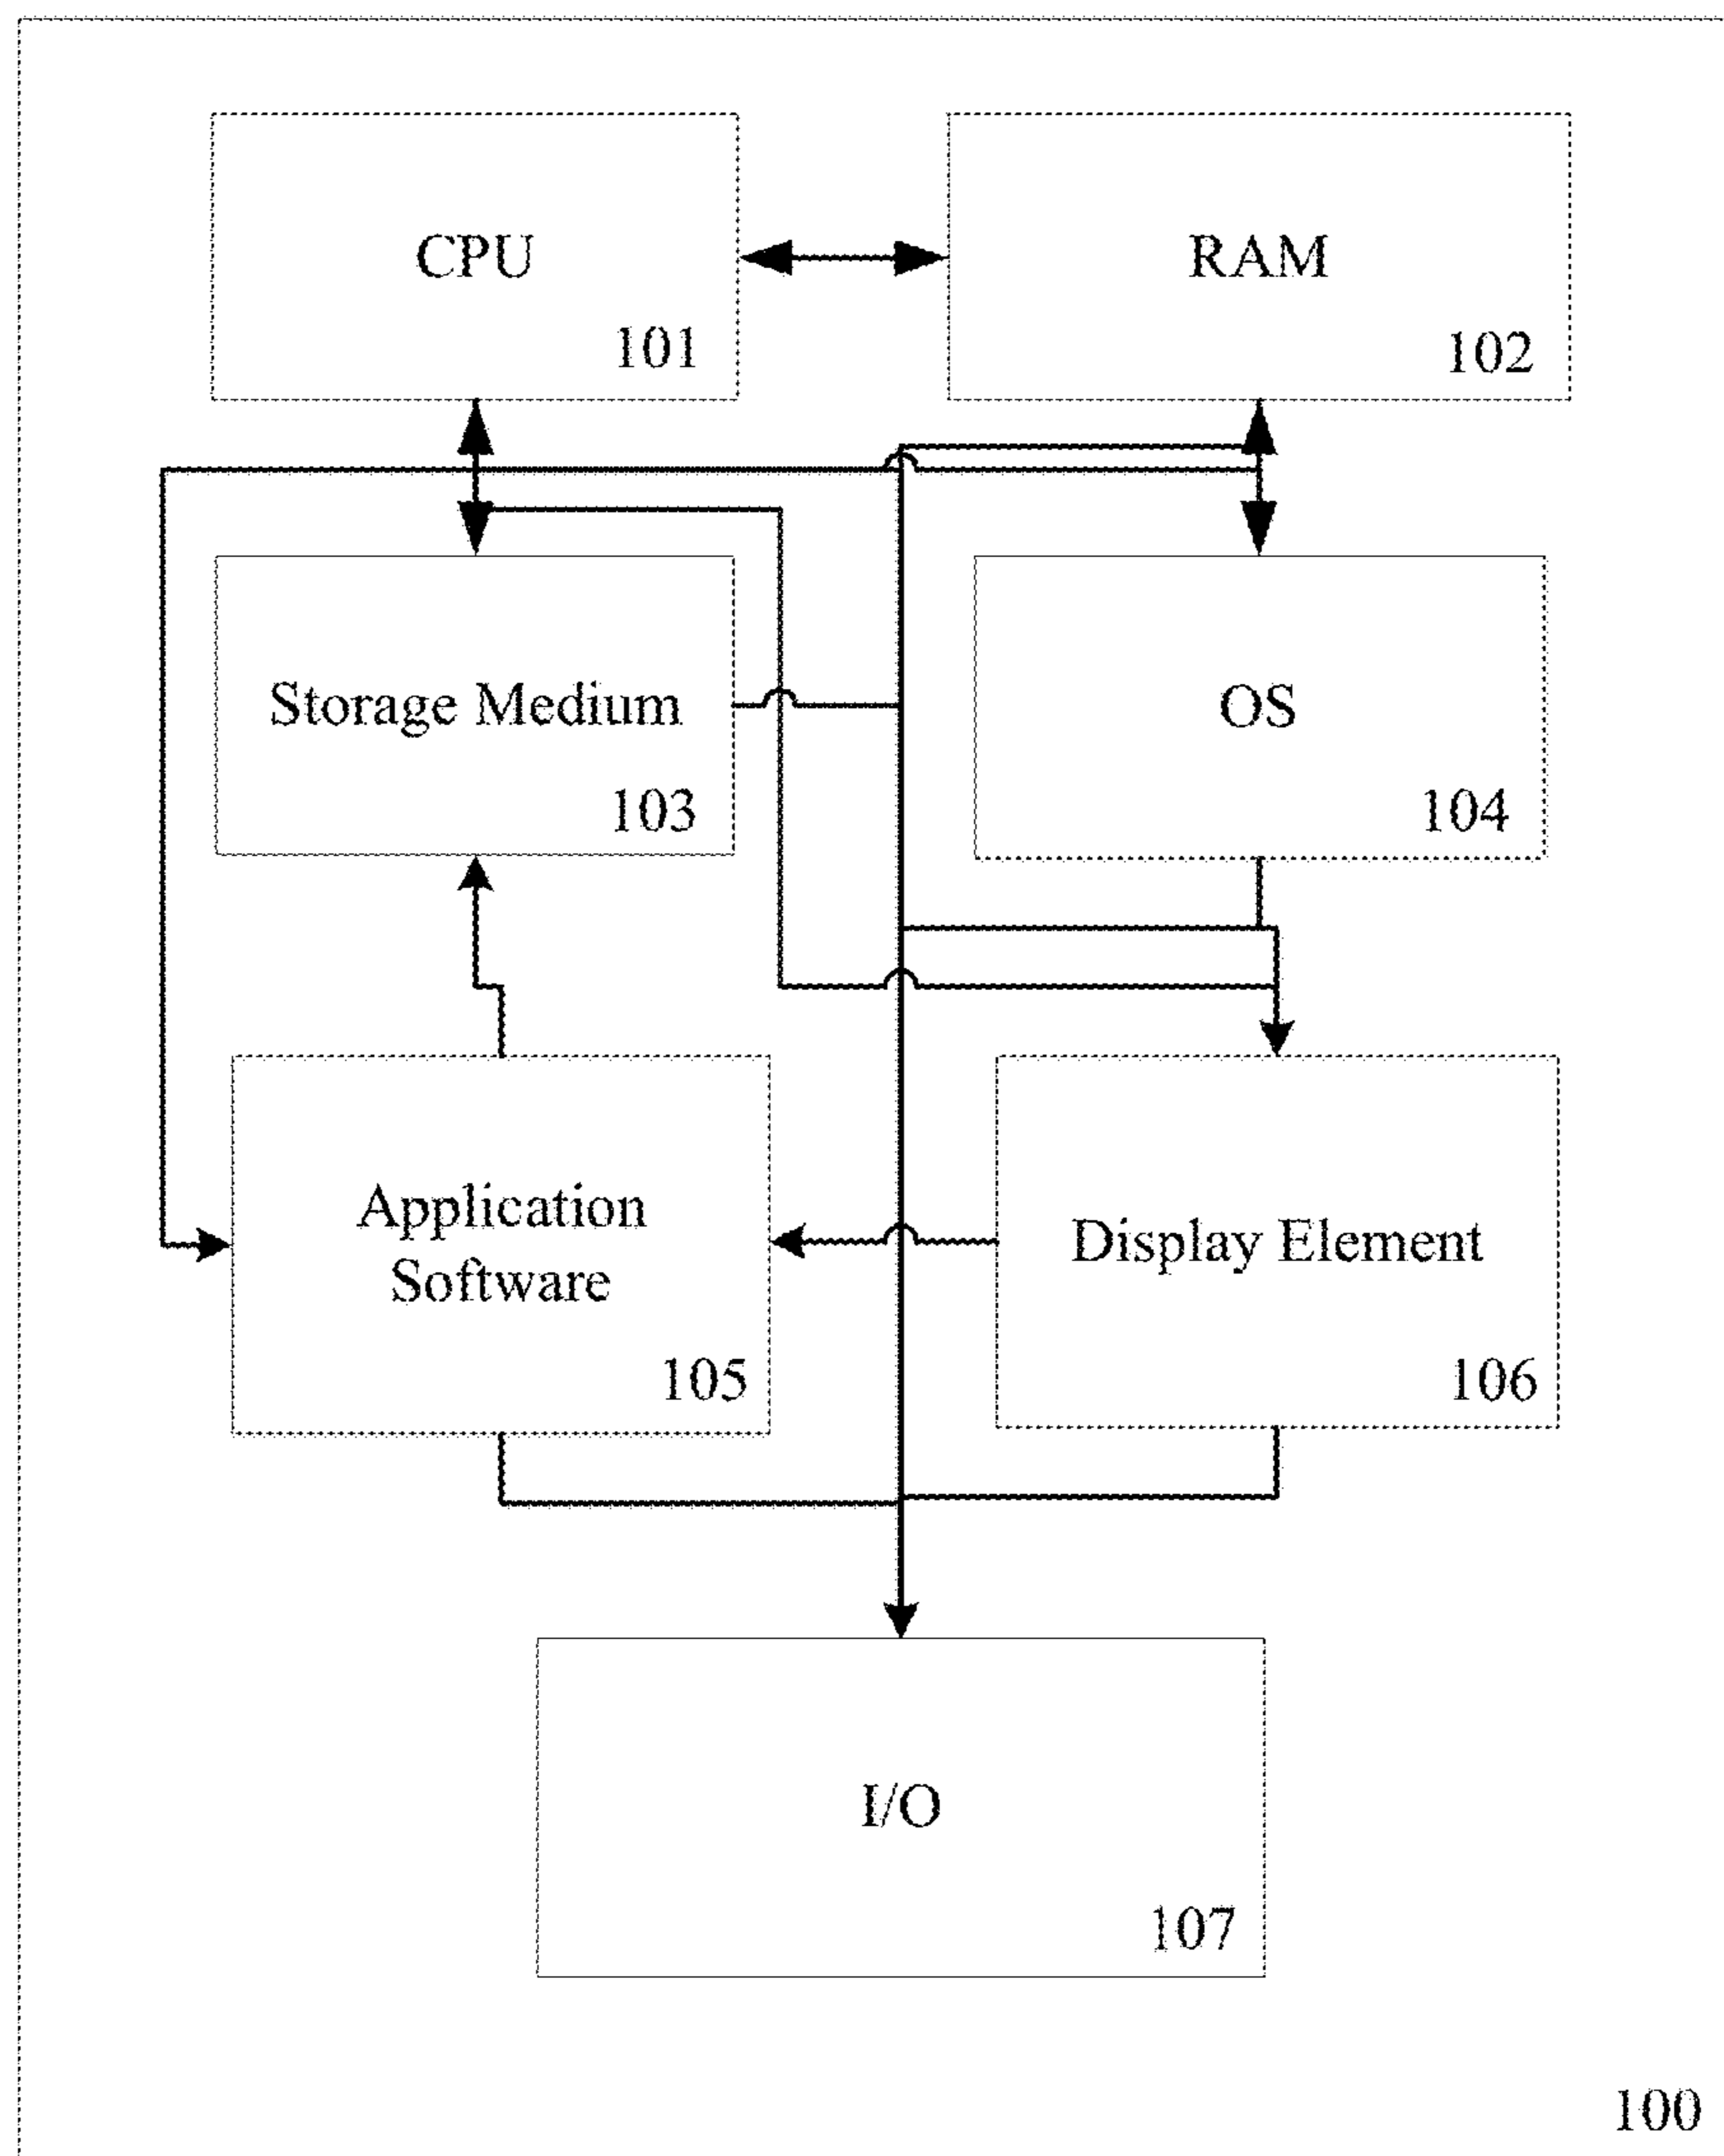 CPU
101
RAM
102
Storage Medium
103
OS
104
Application
Software
105
Display Element
106
I/O
107
100